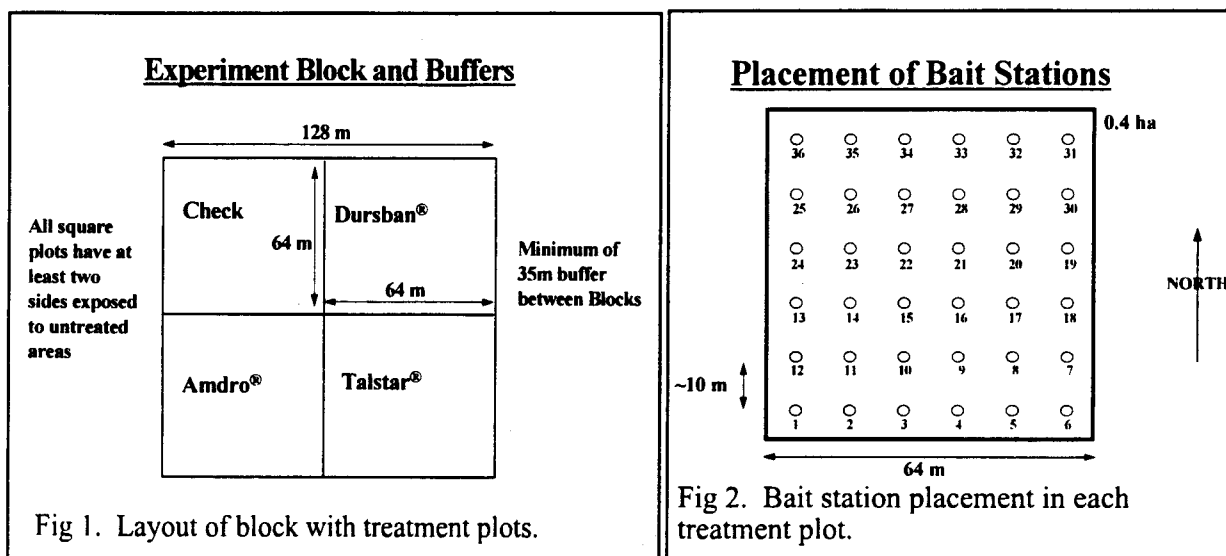 Experiment Block and Buffers
128 m
Check
Dursban®
64 m
64 m
All square
plots have at
least two
sides exposed
to untreated
areas
Minimum of
35m buffer
between Blocks
Amdro®
Talstar®
Fig 1. Layout of block with treatment plots.
Placement of Bait Stations
0.4 ha
36 35 34 33 32 31
25 26 27 28 29 30
24 23 22 21 20 19
NORTH
13 14 15 16 17 18
12 11 10 9 8 7
~10 m
1 2 3 4 5 6
64 m
Fig 2. Bait station placement in each
treatment plot.